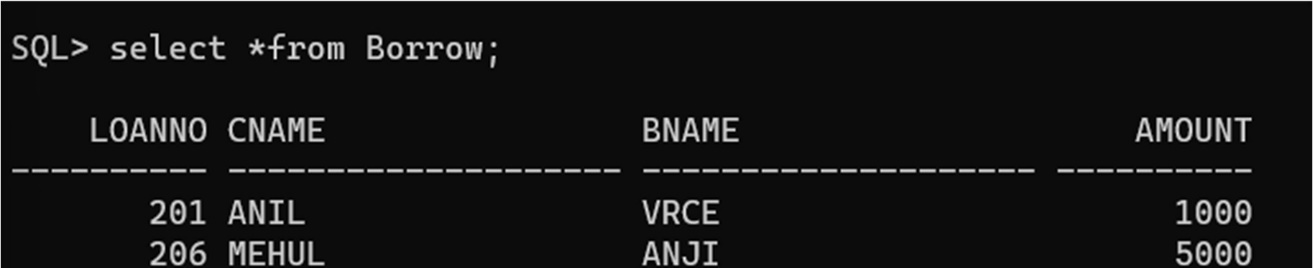 SQL> select *from Borrow;
LOANNO CNAME BNAME AMOUNT
---------- -------------------- -------------------- ----------
201 ANIL VRCE 1000
206 MEHUL ANJI 5000